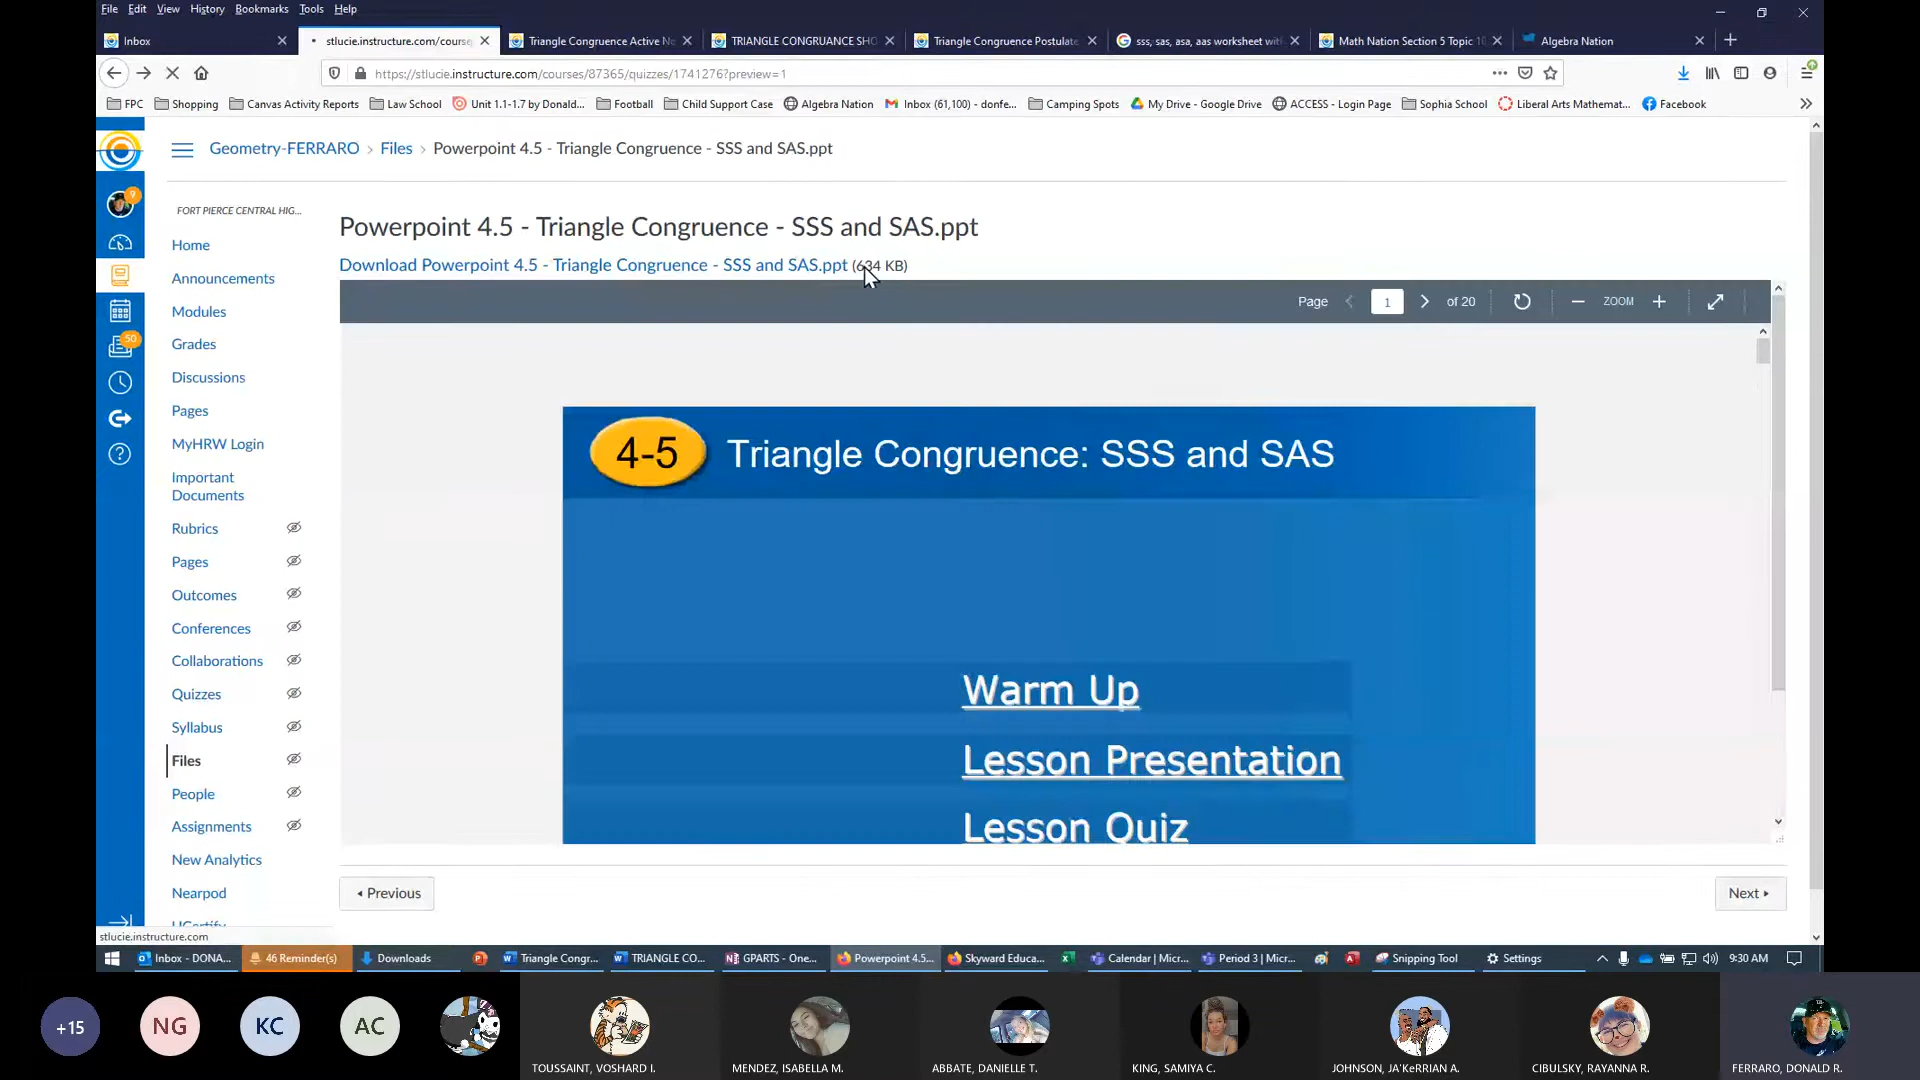 File Edit View History Bookmarks Tools Help
Inbox
stlucie.instructure.com/course
Triangle Congruence Active N
TRIANGLE CONGRUANCE SHO
Triangle Congruence Postulate
sss, sas, asa, aas worksheet with
Math Nation Section 5 Topic 10
Algebra Nation
https://stlucie.instructure.com/courses/87365/quizzes/1741276?preview=1
FPC Shopping Canvas Activity Reports Law School Unit 1.1-1.7 by Donald... Football Child Support Case Algebra Nation Inbox (61,100) - donfe... Camping Spots My Drive - Google Drive ACCESS - Login Page Sophia School Liberal Arts Mathemat... Facebook
Geometry-FERRARO › Files › Powerpoint 4.5 - Triangle Congruence - SSS and SAS.ppt
9
50
FORT PIERCE CENTRAL HIG...
Home
Announcements
Modules
Grades
Discussions
Pages
MyHRW Login
Important
Documents
Rubrics
Pages
Outcomes
Conferences
Collaborations
Quizzes
Syllabus
Files
People
Assignments
New Analytics
Nearpod
UCertify
Powerpoint 4.5 - Triangle Congruence - SSS and SAS.ppt
Download Powerpoint 4.5 - Triangle Congruence - SSS and SAS.ppt (634 KB)
Page 1 of 20 ZOOM
4-5 Triangle Congruence: SSS and SAS
Warm Up
Lesson Presentation
Lesson Quiz
Previous Next
stlucie.instructure.com
Inbox - DONA... 46 Reminder(s) Downloads Triangle Congr... TRIANGLE CO... GPARTS - One... Powerpoint 4.5... Skyward Educa... Calendar | Micr... Period 3 | Micr... Snipping Tool Settings 9:30 AM
+15 NG KC AC
TOUSSAINT, VOSHARD I. MENDEZ, ISABELLA M. ABBATE, DANIELLE T. KING, SAMIYA C. JOHNSON, JA'KeRRIAN A. CIBULSKY, RAYANNA R. FERRARO, DONALD R.